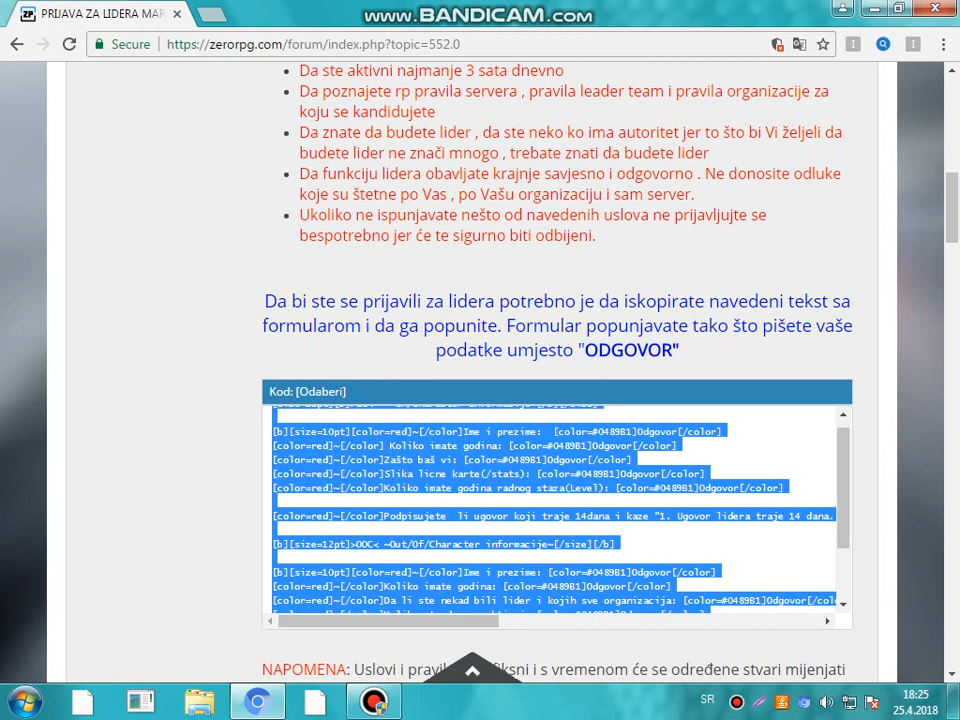 www.BANDICAM.com
PRIJAVA ZA LIDERA MAR
Secure
https://zerorpg.com/forum/index.php?topic=552.0
Da ste aktivni najmanje 3 sata dnevno
Da poznajete rp pravila servera , pravila leader team i pravila organizacije za
koju se kandidujete
Da znate da budete lider , da ste neko ko ima autoritet jer to što bi Vi željeli da
budete lider ne znači mnogo , trebate znati da budete lider
Da funkciju lidera obavljate krajnje savjesno i odgovorno . Ne donosite odluke
koje su štetne po Vas , po Vašu organizaciju i sam server.
Ukoliko ne ispunjavate nešto od navedenih uslova ne prijavljujte se
bespotrebno jer će te sigurno biti odbijeni.
Da bi ste se prijavili za lidera potrebno je da iskopirate navedeni tekst sa
formularom i da ga popunite. Formular popunjavate tako što pišete vaše
podatke umjesto "ODGOVOR"
Kod: [Odaberi]
[b][size=10pt][color=red]~[/color]Ime i prezime:  [color=#0489B1]Odgovor[/color]
[color=red]~[/color] Koliko imate godina: [color=#0489B1]Odgovor[/color]
[color=red]~[/color]Zašto baš vi: [color=#0489B1]Odgovor[/color]
[color=red]~[/color]Slika licne karte(/stats): [color=#0489B1]Odgovor[/color]
[color=red]~[/color]Koliko imate godina radnog staza(Level): [color=#0489B1]Odgovor[/color]
[color=red]~[/color]Podpisujete  li ugovor koji traje 14dana i kaze "1. Ugovor lidera traje 14 dana.
[b][size=12pt]>OOC< ~Out/Of/Character informacije~[/size][/b]
[b][size=10pt][color=red]~[/color]Ime i prezime: [color=#0489B1]Odgovor[/color]
[color=red]~[/color]Koliko imate godina: [color=#0489B1]Odgovor[/color]
[color=red]~[/color]Da li ste nekad bili lider i kojih sve organizacija: [color=#0489B1]Odgovor[/colo
NAPOMENA: Uslovi i pravi fiksni i s vremenom će se određene stvari mijenjati
SR
18:25
25.4.2018